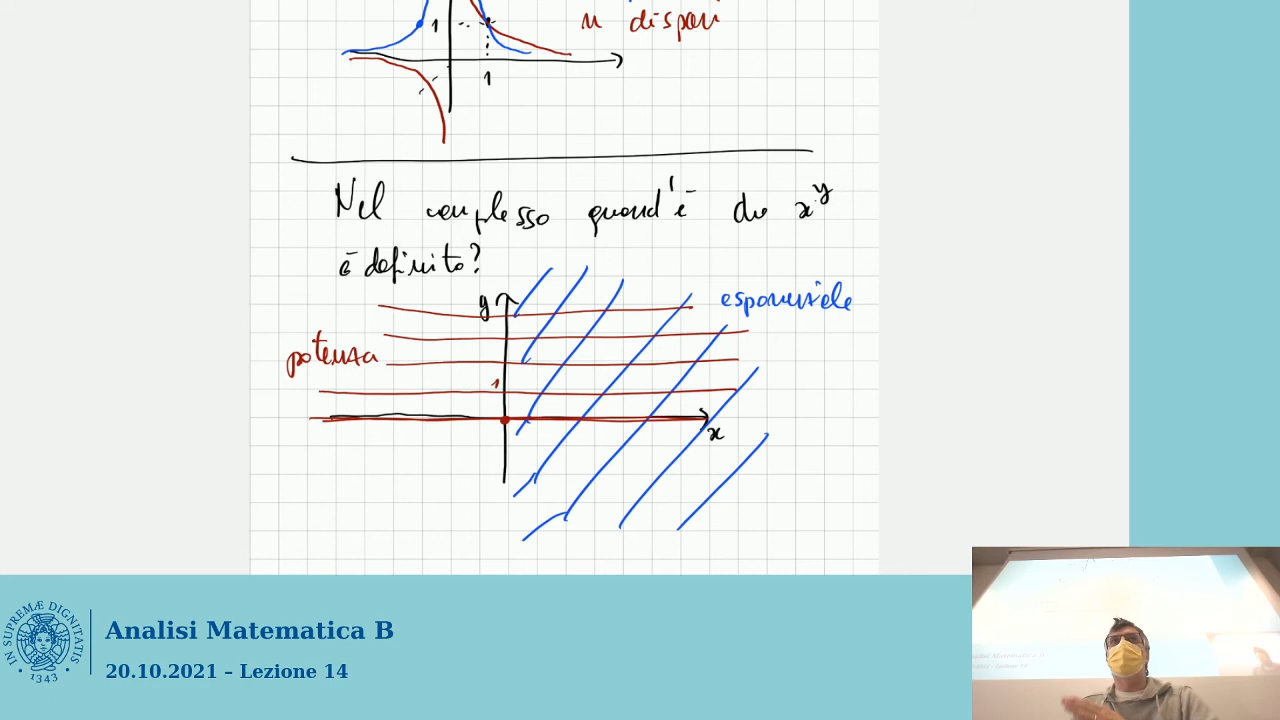 1
n dispari
1
Nel complesso quand'è che x^y
è definito?
y
esponenziale
potenza
1
x
IN SUPREMÆ DIGNITATIS
1343
Analisi Matematica B
20.10.2021 – Lezione 14